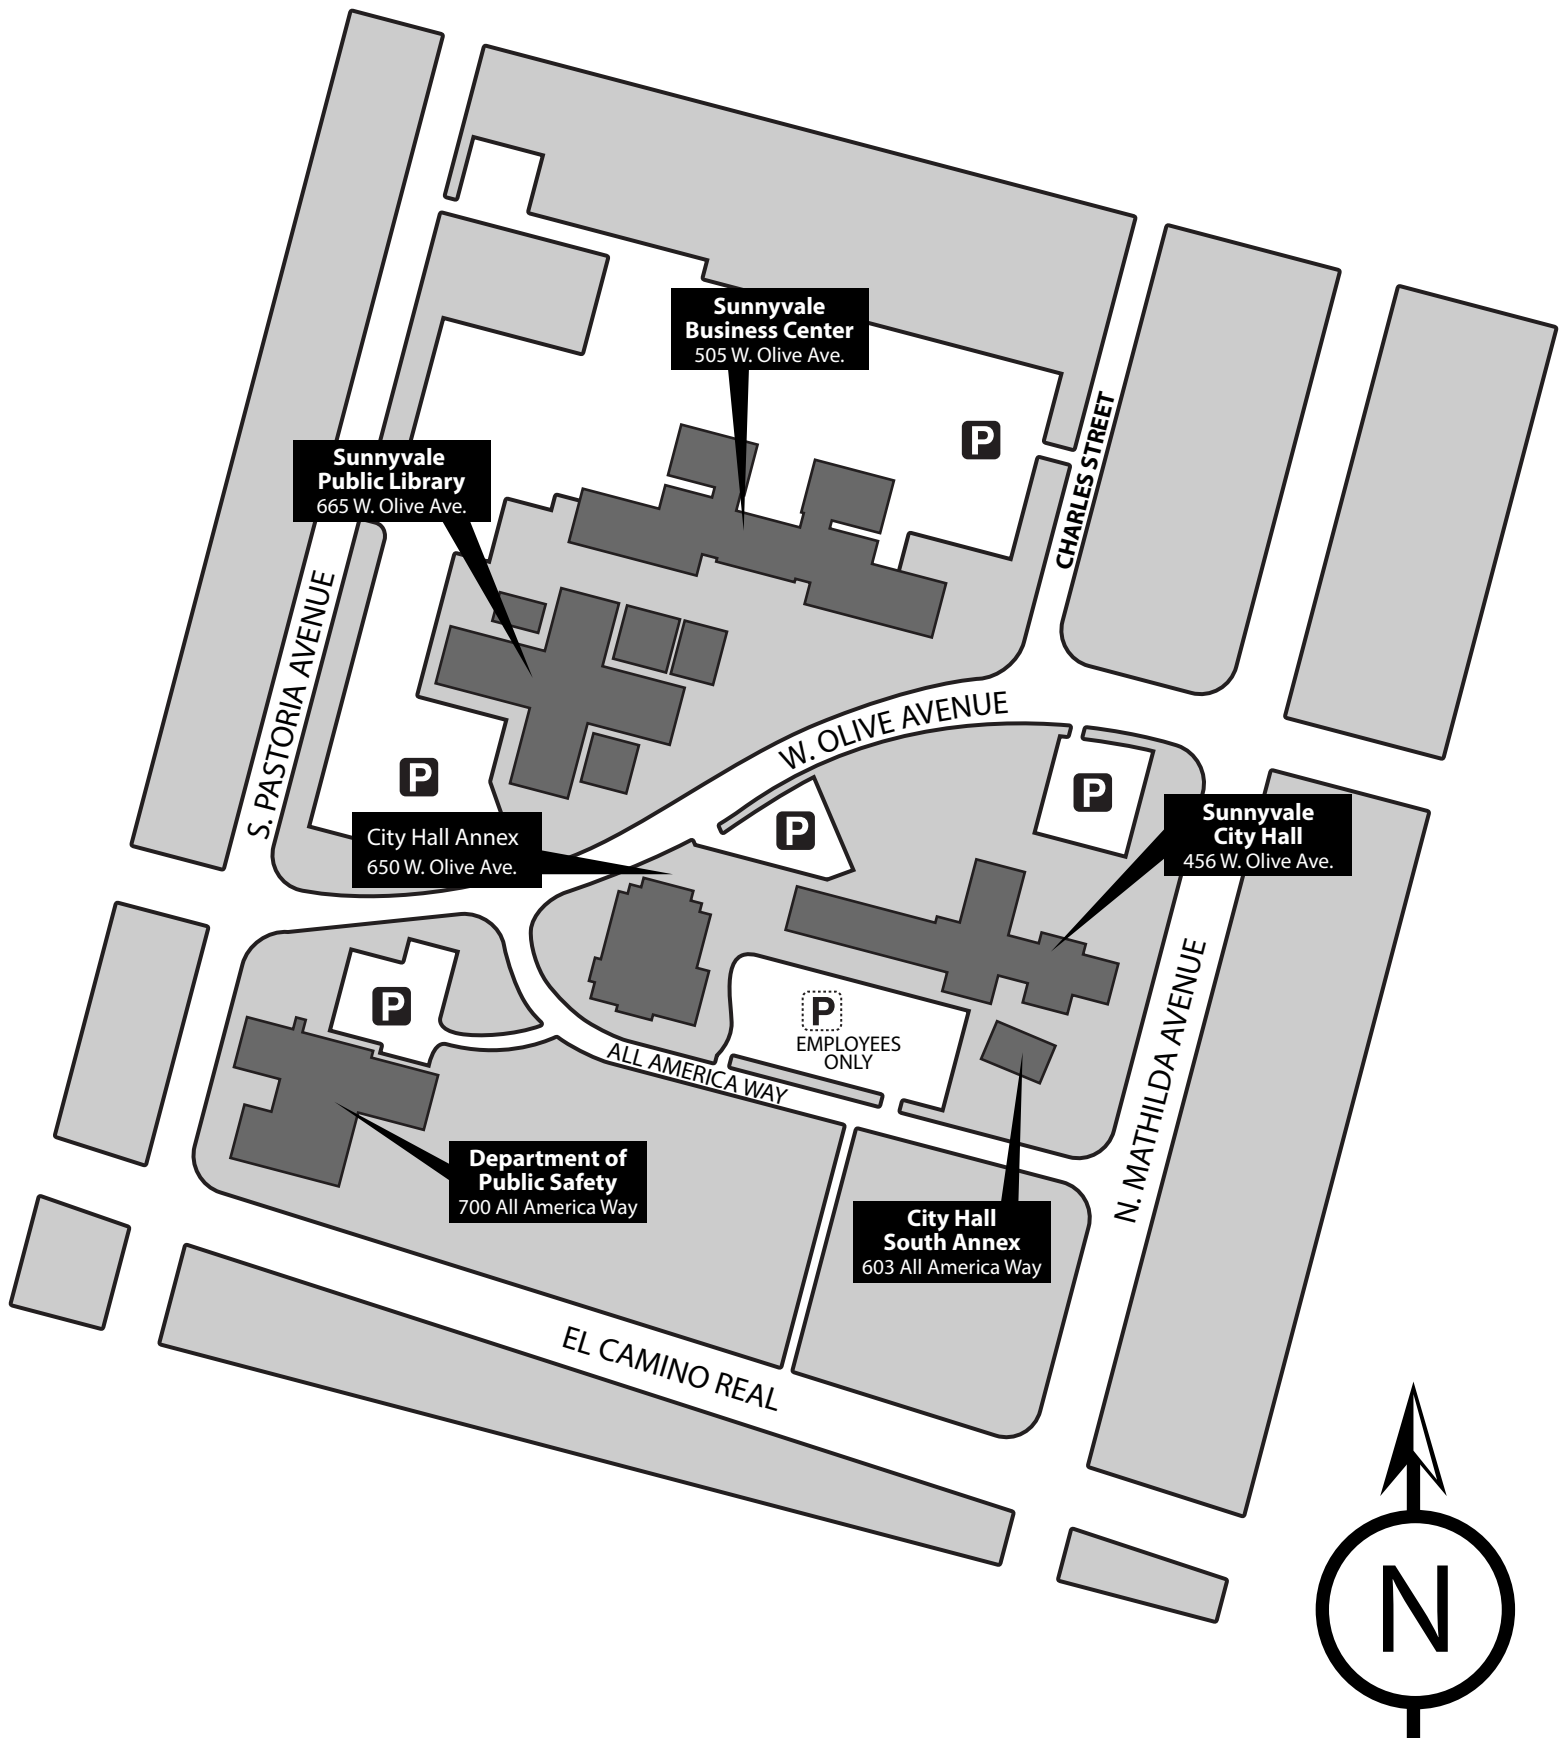 Sunnyvale
Business Center
505 W. Olive Ave.
P
CHARLES STREET
Sunnyvale
Public Library
665 W. Olive Ave.
S. PASTORIA AVENUE
W. OLIVE AVENUE
P
City Hall Annex
650 W. Olive Ave.
P
P
Sunnyvale
City Hall
456 W. Olive Ave.
P
P
EMPLOYEES
ONLY
ALL AMERICA WAY
N. MATHILDA AVENUE
Department of
Public Safety
700 All America Way
City Hall
South Annex
603 All America Way
EL CAMINO REAL
N